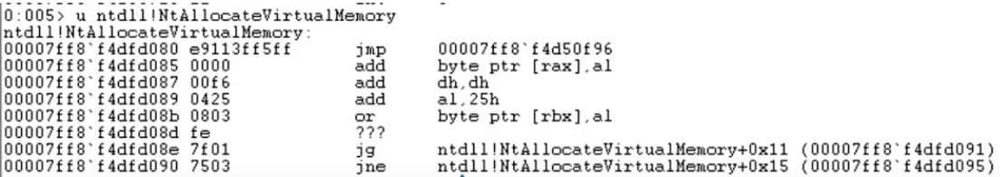 0:005> u ntdll!NtAllocateVirtualMemory
ntdll!NtAllocateVirtualMemory:
00007ff8`f4dfd080 e9113ff5ff jmp 00007ff8`f4d50f96
00007ff8`f4dfd085 0000 add byte ptr [rax],al
00007ff8`f4dfd087 00f6 add dh,dh
00007ff8`f4dfd089 0425 add al,25h
00007ff8`f4dfd08b 0803 or byte ptr [rbx],al
00007ff8`f4dfd08d fe ???
00007ff8`f4dfd08e 7f01 jg ntdll!NtAllocateVirtualMemory+0x11 (00007ff8`f4dfd091)
00007ff8`f4dfd090 7503 jne ntdll!NtAllocateVirtualMemory+0x15 (00007ff8`f4dfd095)